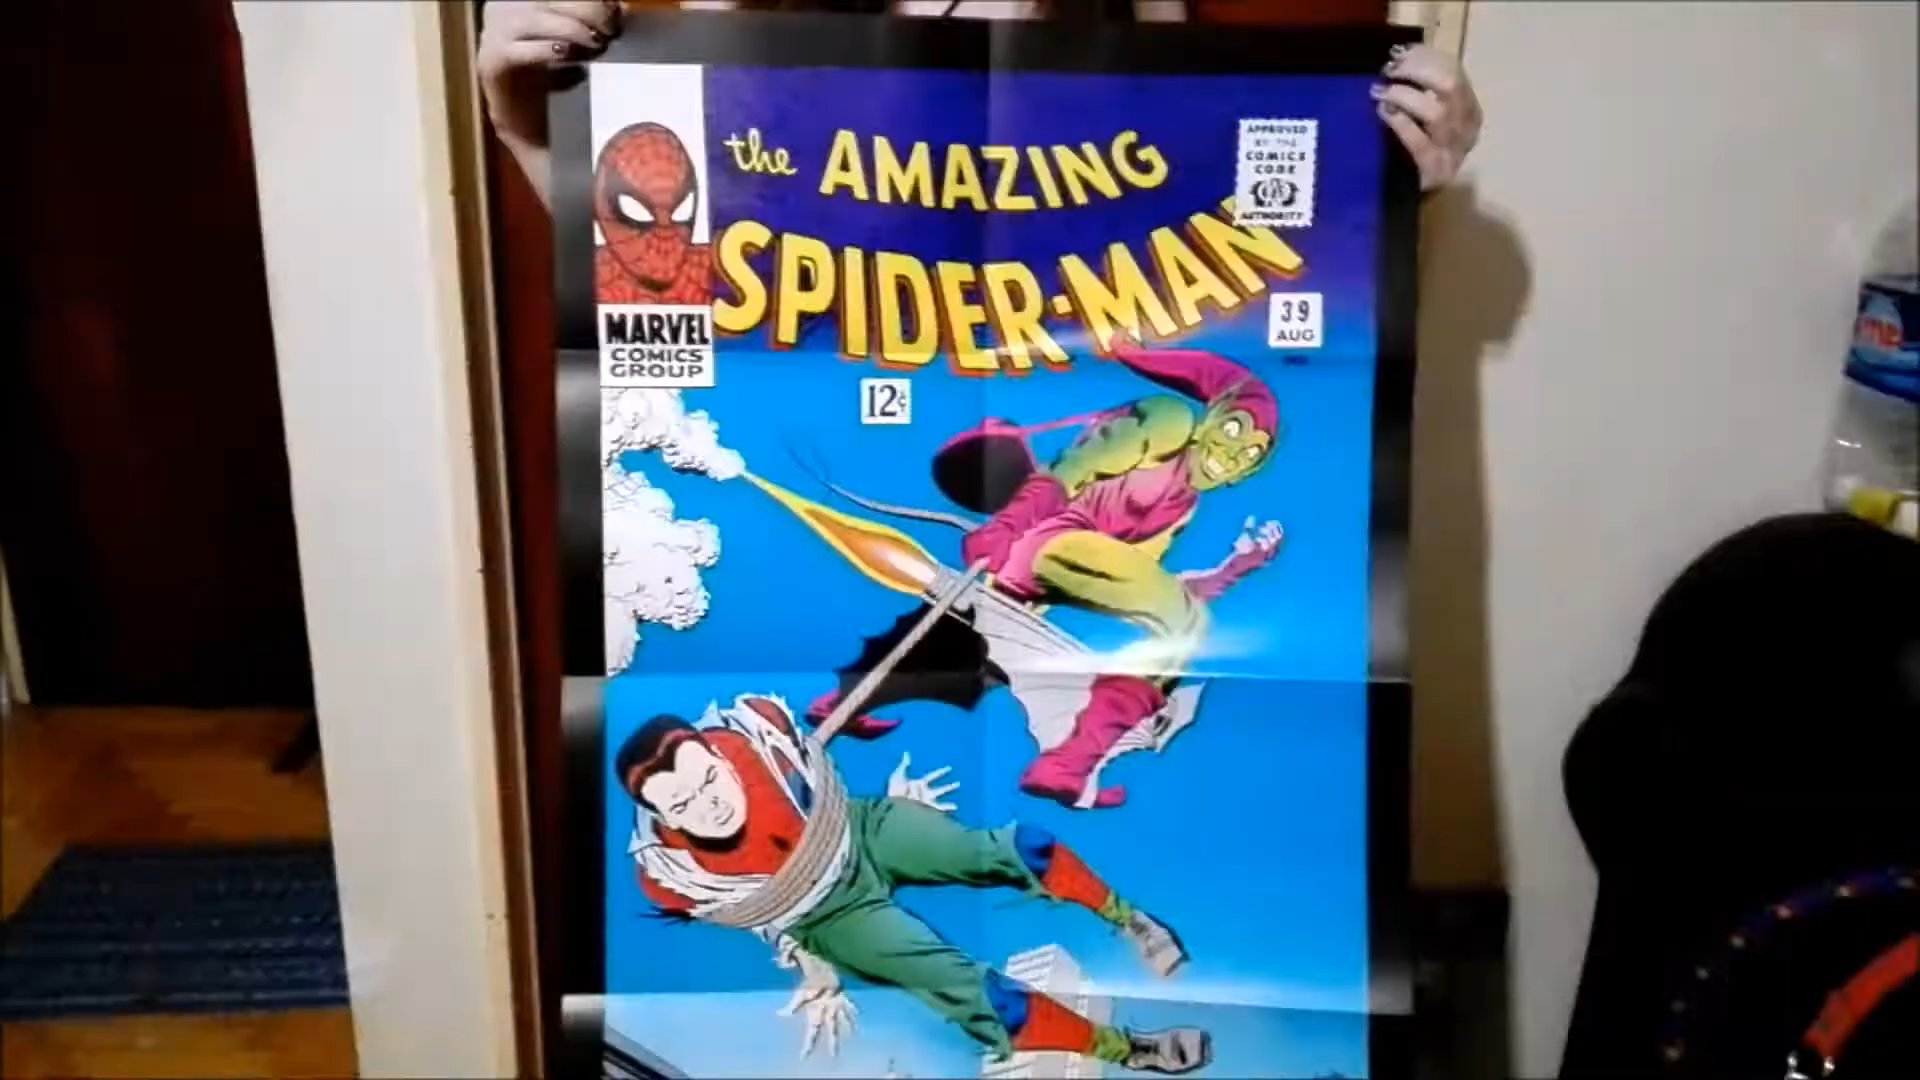 the AMAZING
SPIDER-MAN
APPROVED
BY THE
COMICS
CODE
AUTHORITY
MARVEL
COMICS
GROUP
39
AUG
12¢